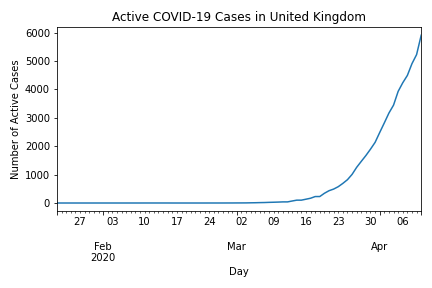 Active COVID-19 Cases in United Kingdom
Number of Active Cases
6000
5000
4000
3000
2000
1000
0
27 03 10 17 24 02 09 16 23 30 06
Feb Mar Apr
2020
Day